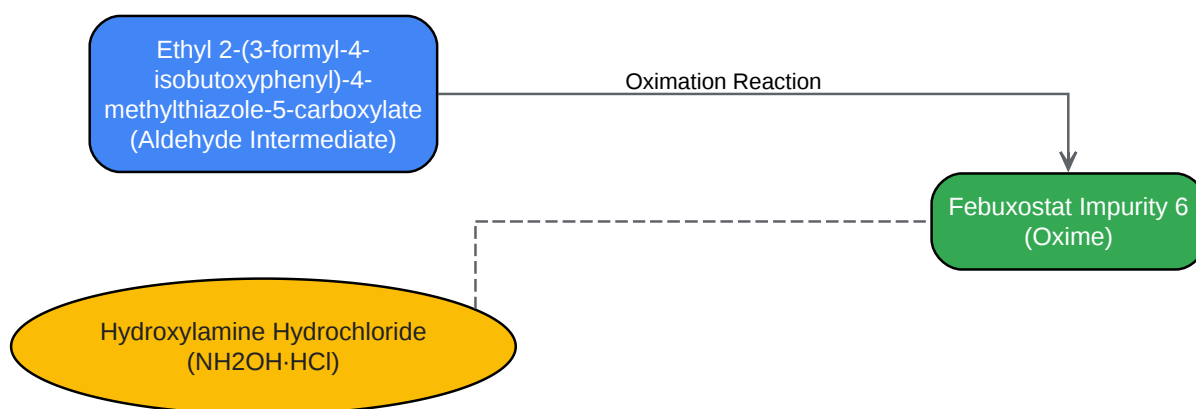 Ethyl 2-(3-formyl-4-
isobutoxyphenyl)-4-
methylthiazole-5-carboxylate
(Aldehyde Intermediate)
Oximation Reaction
Febuxostat Impurity 6
(Oxime)
Hydroxylamine Hydrochloride
(NH2OH·HCl)